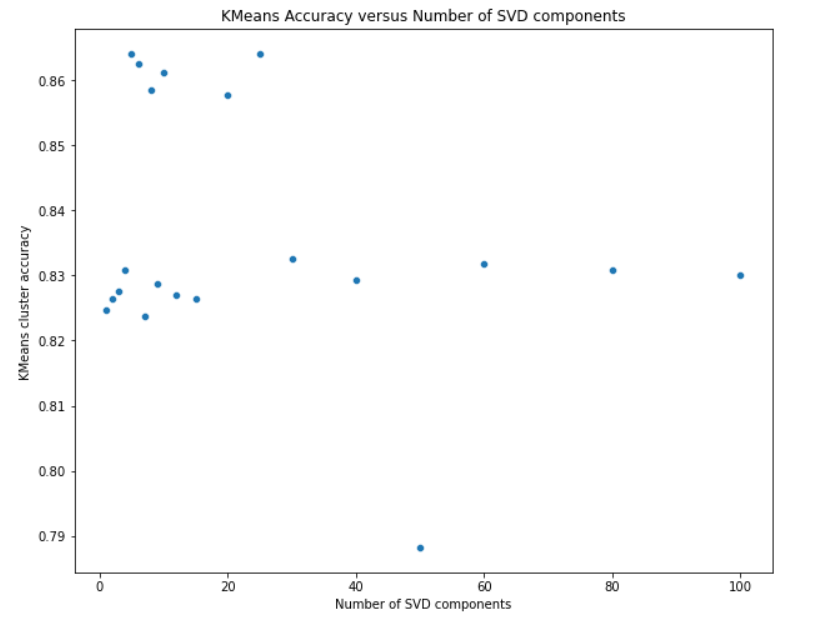 KMeans Accuracy versus Number of SVD components
KMeans cluster accuracy
0.86
0.85
0.84
0.83
0.82
0.81
0.80
0.79
0 20 40 60 80 100
Number of SVD components